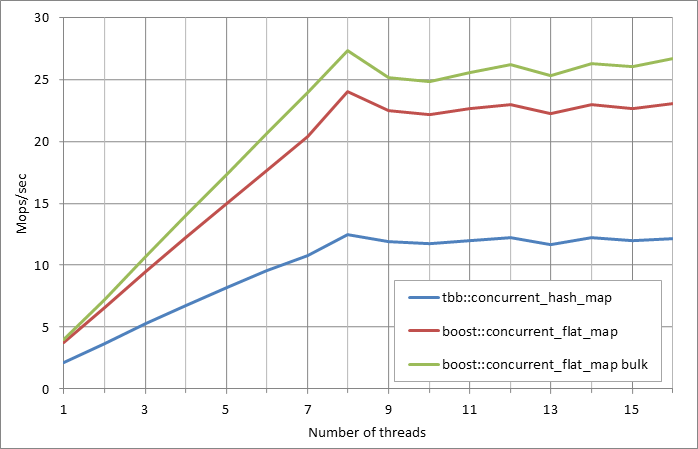 30
25
20
15
10
5
0
Mops/sec
tbb::concurrent_hash_map
boost::concurrent_flat_map
boost::concurrent_flat_map bulk
1 3 5 7 9 11 13 15
Number of threads